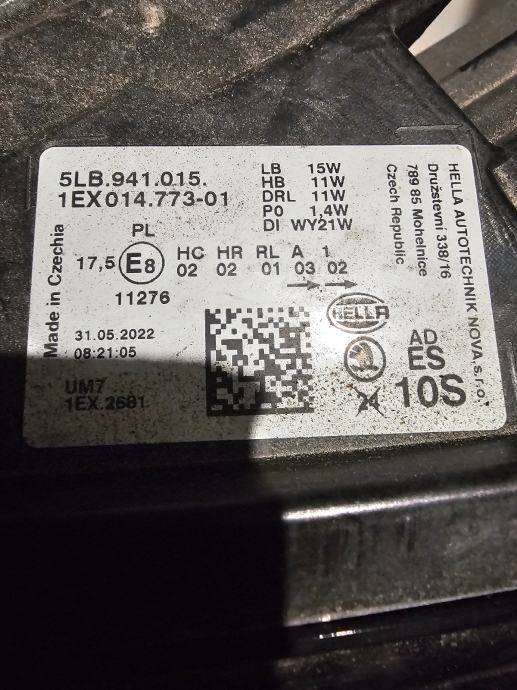 5LB.941.015.
1EX014.773-01
LB 15W
HB 11W
DRL 11W
PO 1,4W
DI WY21W
HELLA AUTOTECHNIK NOVA,s.r.o.
Družstevní 338/16
789 85 Mohelnice
Czech Republic
Made in Czechia
PL
17,5 E8 HC HR RL A 1
02 02 01 03 02
11276
31.05.2022
08:21:05
UM7
1EX.2681
HELLA
AD
ES
10S
24